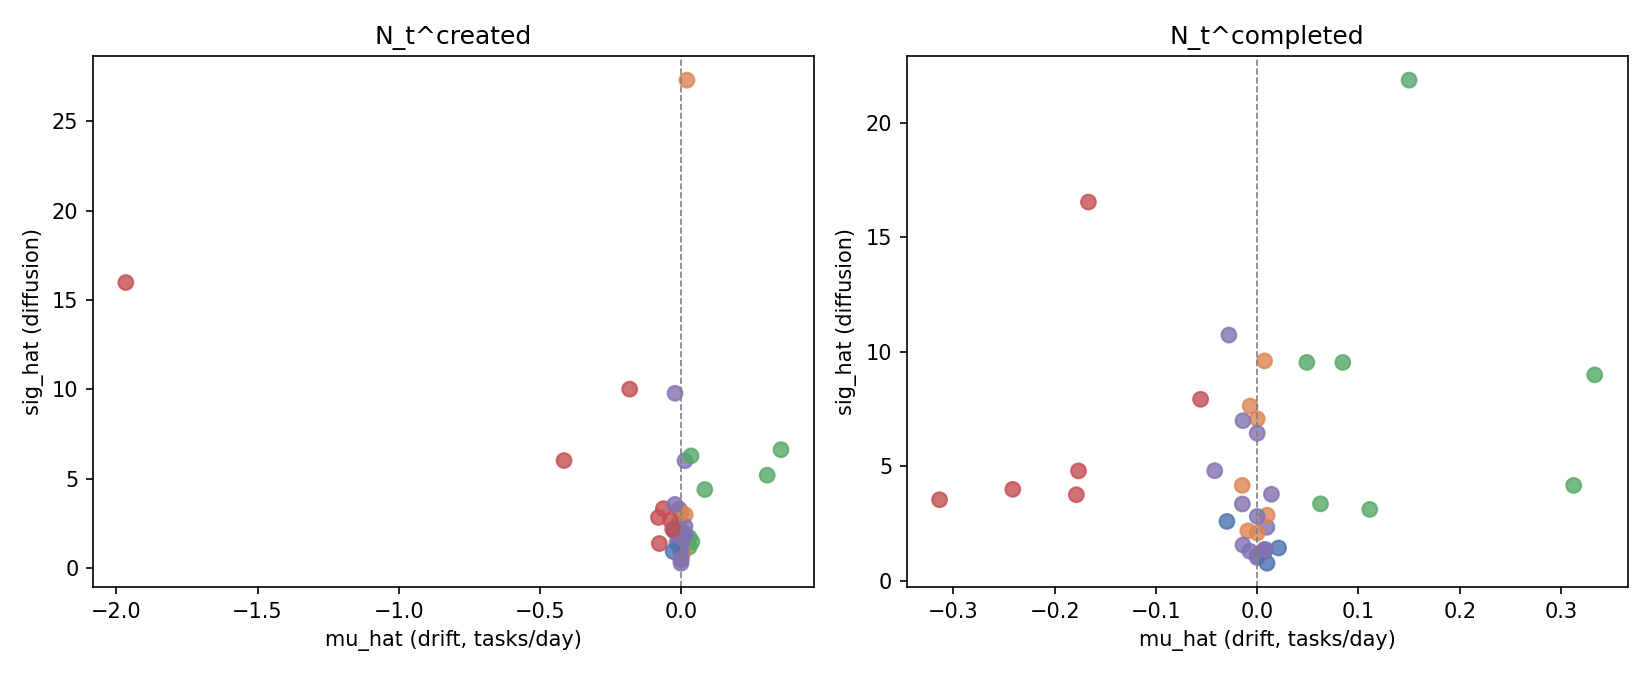 N_t^created
sig_hat (diffusion)
25
20
15
10
5
0
−2.0 −1.5 −1.0 −0.5 0.0
mu_hat (drift, tasks/day)
N_t^completed
sig_hat (diffusion)
20
15
10
5
0
−0.3 −0.2 −0.1 0.0 0.1 0.2 0.3
mu_hat (drift, tasks/day)